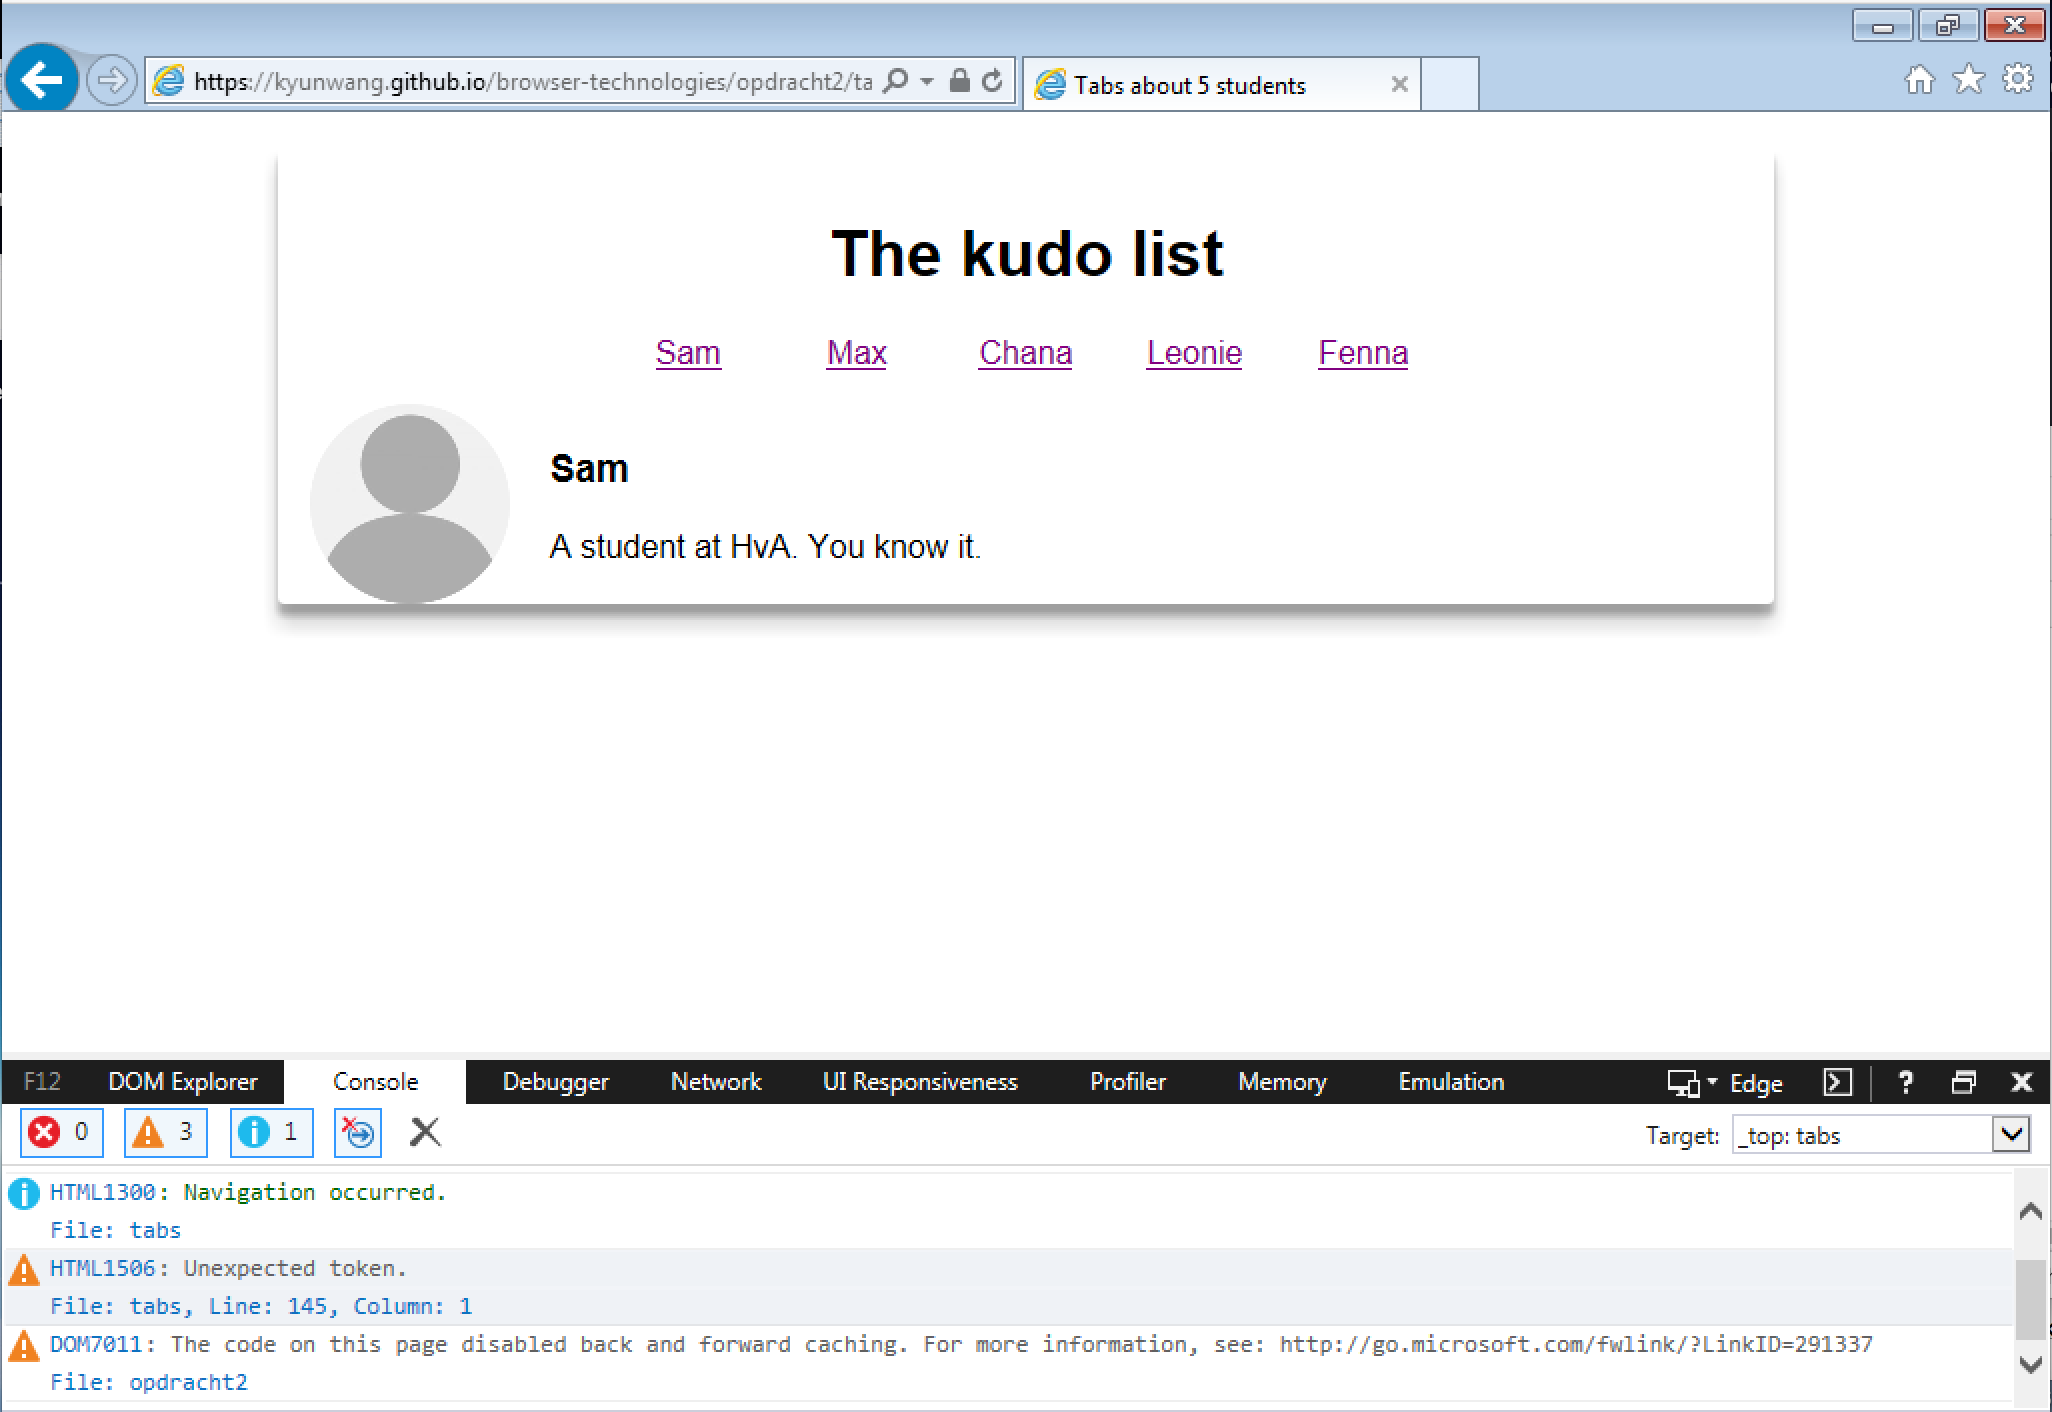 https://kyunwang.github.io/browser-technologies/opdracht2/ta
Tabs about 5 students
The kudo list
Sam Max Chana Leonie Fenna
Sam
A student at HvA. You know it.
F12 DOM Explorer Console Debugger Network UI Responsiveness Profiler Memory Emulation Edge ?
0 3 1 Target: _top: tabs
HTML1300: Navigation occurred.
File: tabs
HTML1506: Unexpected token.
File: tabs, Line: 145, Column: 1
DOM7011: The code on this page disabled back and forward caching. For more information, see: http://go.microsoft.com/fwlink/?LinkID=291337
File: opdracht2